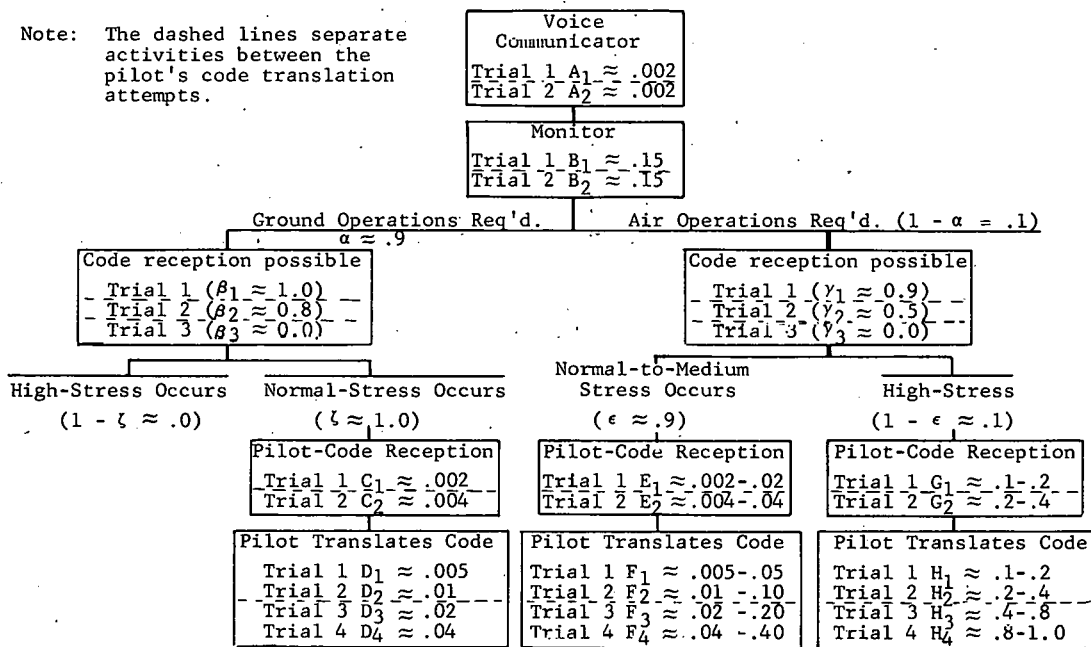 Note: The dashed lines separate
activities between the
pilot's code translation
attempts.
Voice
Communicator
Trial 1 A₁ ≈ .002
Trial 2 A₂ ≈ .002
Monitor
Trial 1 B₁ ≈ .15
Trial 2 B₂ ≈ .15
Ground Operations Req'd.
α ≈ .9
Air Operations Req'd. (1 - α = .1)
Code reception possible
Trial 1 (β₁ ≈ 1.0)
Trial 2 (β₂ ≈ 0.8)
Trial 3 (β₃ ≈ 0.0)
Code reception possible
Trial 1 (γ₁ ≈ 0.9)
Trial 2 (γ₂ ≈ 0.5)
Trial 3 (γ₃ ≈ 0.0)
High-Stress Occurs
(1 - ζ ≈ .0)
Normal-Stress Occurs
(ζ ≈ 1.0)
Normal-to-Medium
Stress Occurs
(ϵ ≈ .9)
High-Stress
(1 - ϵ ≈ .1)
Pilot-Code Reception
Trial 1 C₁ ≈ .002
Trial 2 C₂ ≈ .004
Pilot-Code Reception
Trial 1 E₁ ≈ .002-.02
Trial 2 E₂ ≈ .004-.04
Pilot-Code Reception
Trial 1 G₁ ≈ .1-.2
Trial 2 G₂ ≈ .2-.4
Pilot Translates Code
Trial 1 D₁ ≈ .005
Trial 2 D₂ ≈ .01
Trial 3 D₃ ≈ .02
Trial 4 D₄ ≈ .04
Pilot Translates Code
Trial 1 F₁ ≈ .005-.05
Trial 2 F₂ ≈ .01 -.10
Trial 3 F₃ ≈ .02 -.20
Trial 4 F₄ ≈ .04 -.40
Pilot Translates Code
Trial 1 H₁ ≈ .1-.2
Trial 2 H₂ ≈ .2-.4
Trial 3 H₃ ≈ .4-.8
Trial 4 H₄ ≈ .8-1.0